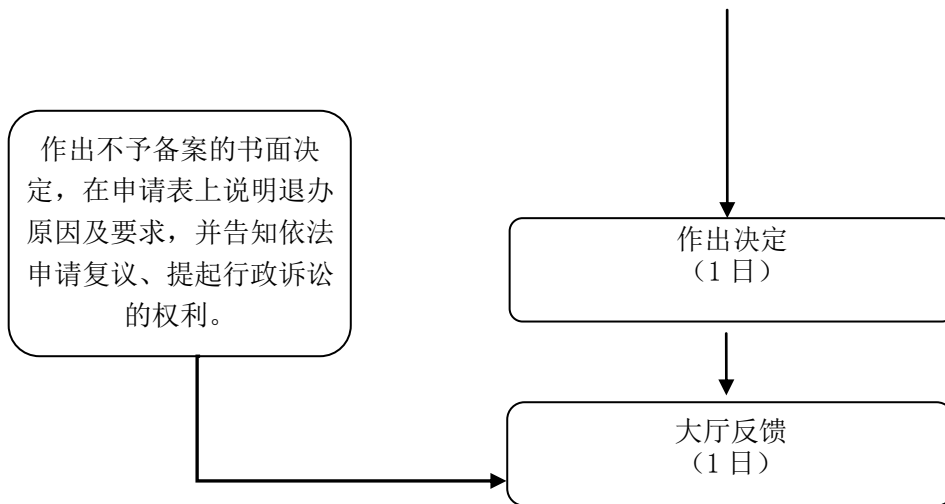 作出不予备案的书面决
定，在申请表上说明退办
原因及要求，并告知依法
申请复议、提起行政诉讼
的权利。
作出决定
（1 日）
大厅反馈
（1 日）